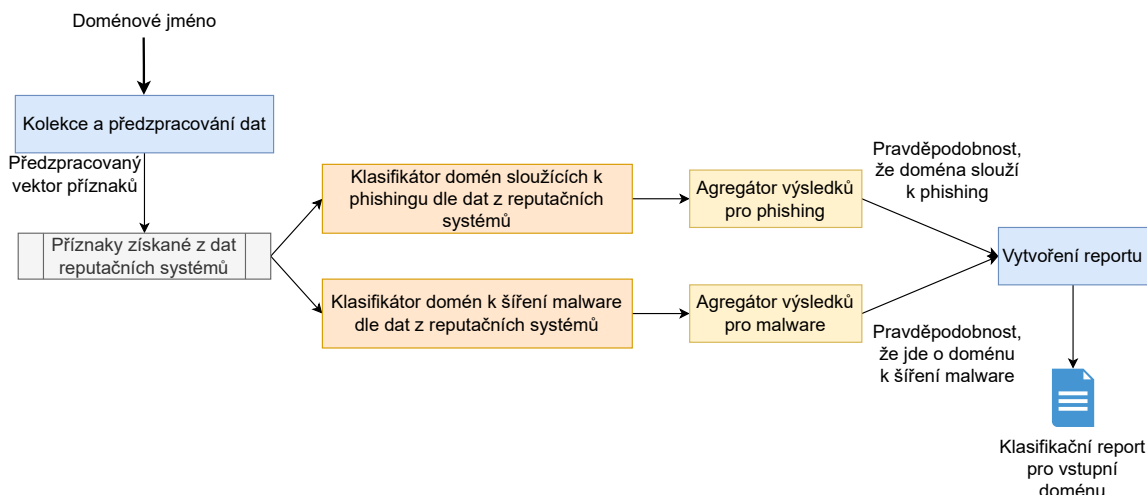 Doménové jméno
Kolekce a předzpracování dat
Předzpracovaný
vektor příznaků
Příznaky získané z dat
reputačních systémů
Klasifikátor domén sloužících k
phishingu dle dat z reputačních
systémů
Klasifikátor domén k šíření malware
dle dat z reputačních systémů
Agregátor výsledků
pro phishing
Agregátor výsledků
pro malware
Pravděpodobnost,
že doména slouží
k phishing
Pravděpodobnost,
že jde o doménu
k šíření malware
Vytvoření reportu
Klasifikační report
pro vstupní
doménu